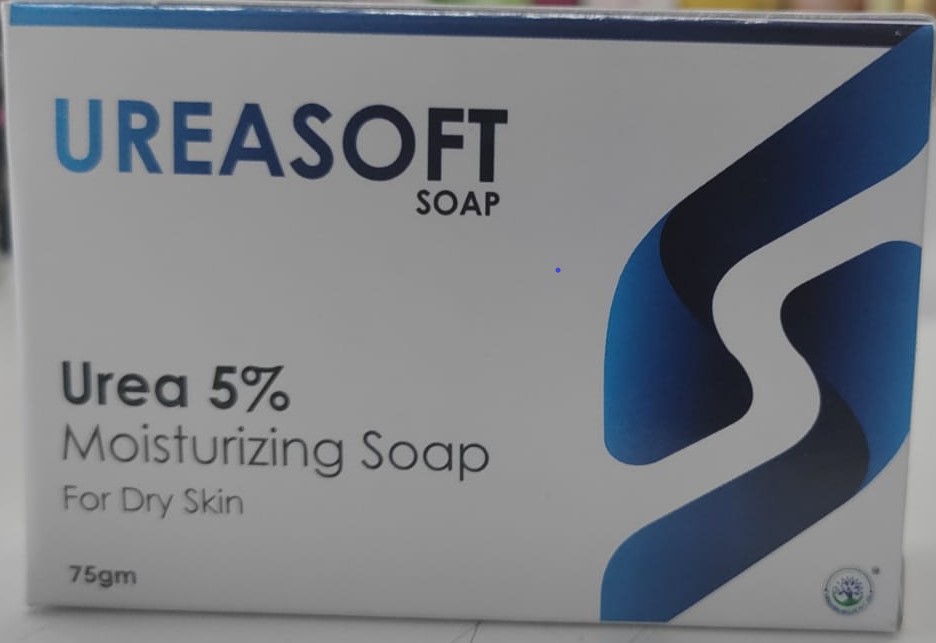 UREASOFT
SOAP
Urea 5%
Moisturizing Soap
For Dry Skin
75gm